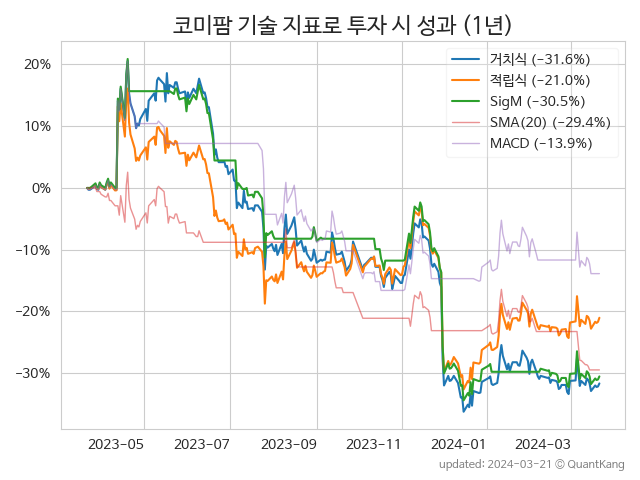 코미팜 기술 지표로 투자 시 성과 (1년)
거치식 (−31.6%)
적립식 (−21.0%)
SigM (−30.5%)
SMA(20) (−29.4%)
MACD (−13.9%)
20%
10%
0%
−10%
−20%
−30%
2023−05
2023−07
2023−09
2023−11
2024−01
2024−03
updated: 2024−03−21 © QuantKang